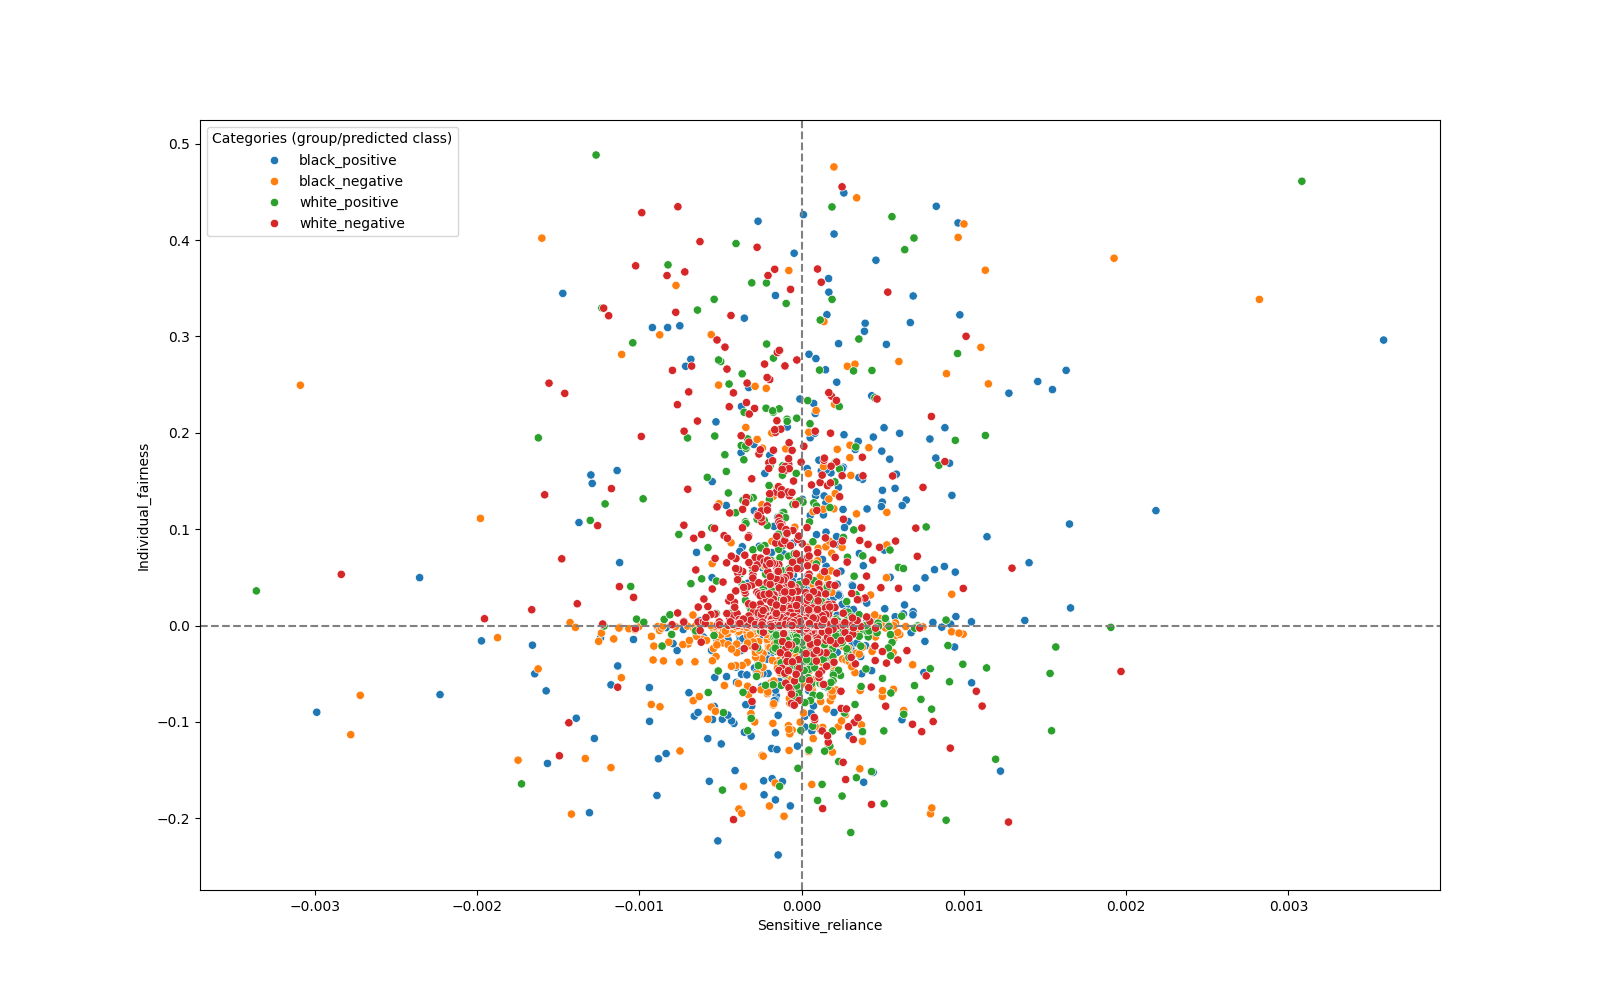 Categories (group/predicted class)
black_positive
black_negative
white_positive
white_negative
0.5
0.4
0.3
0.2
0.1
0.0
−0.1
−0.2
Individual_fairness
−0.003
−0.002
−0.001
0.000
0.001
0.002
0.003
Sensitive_reliance